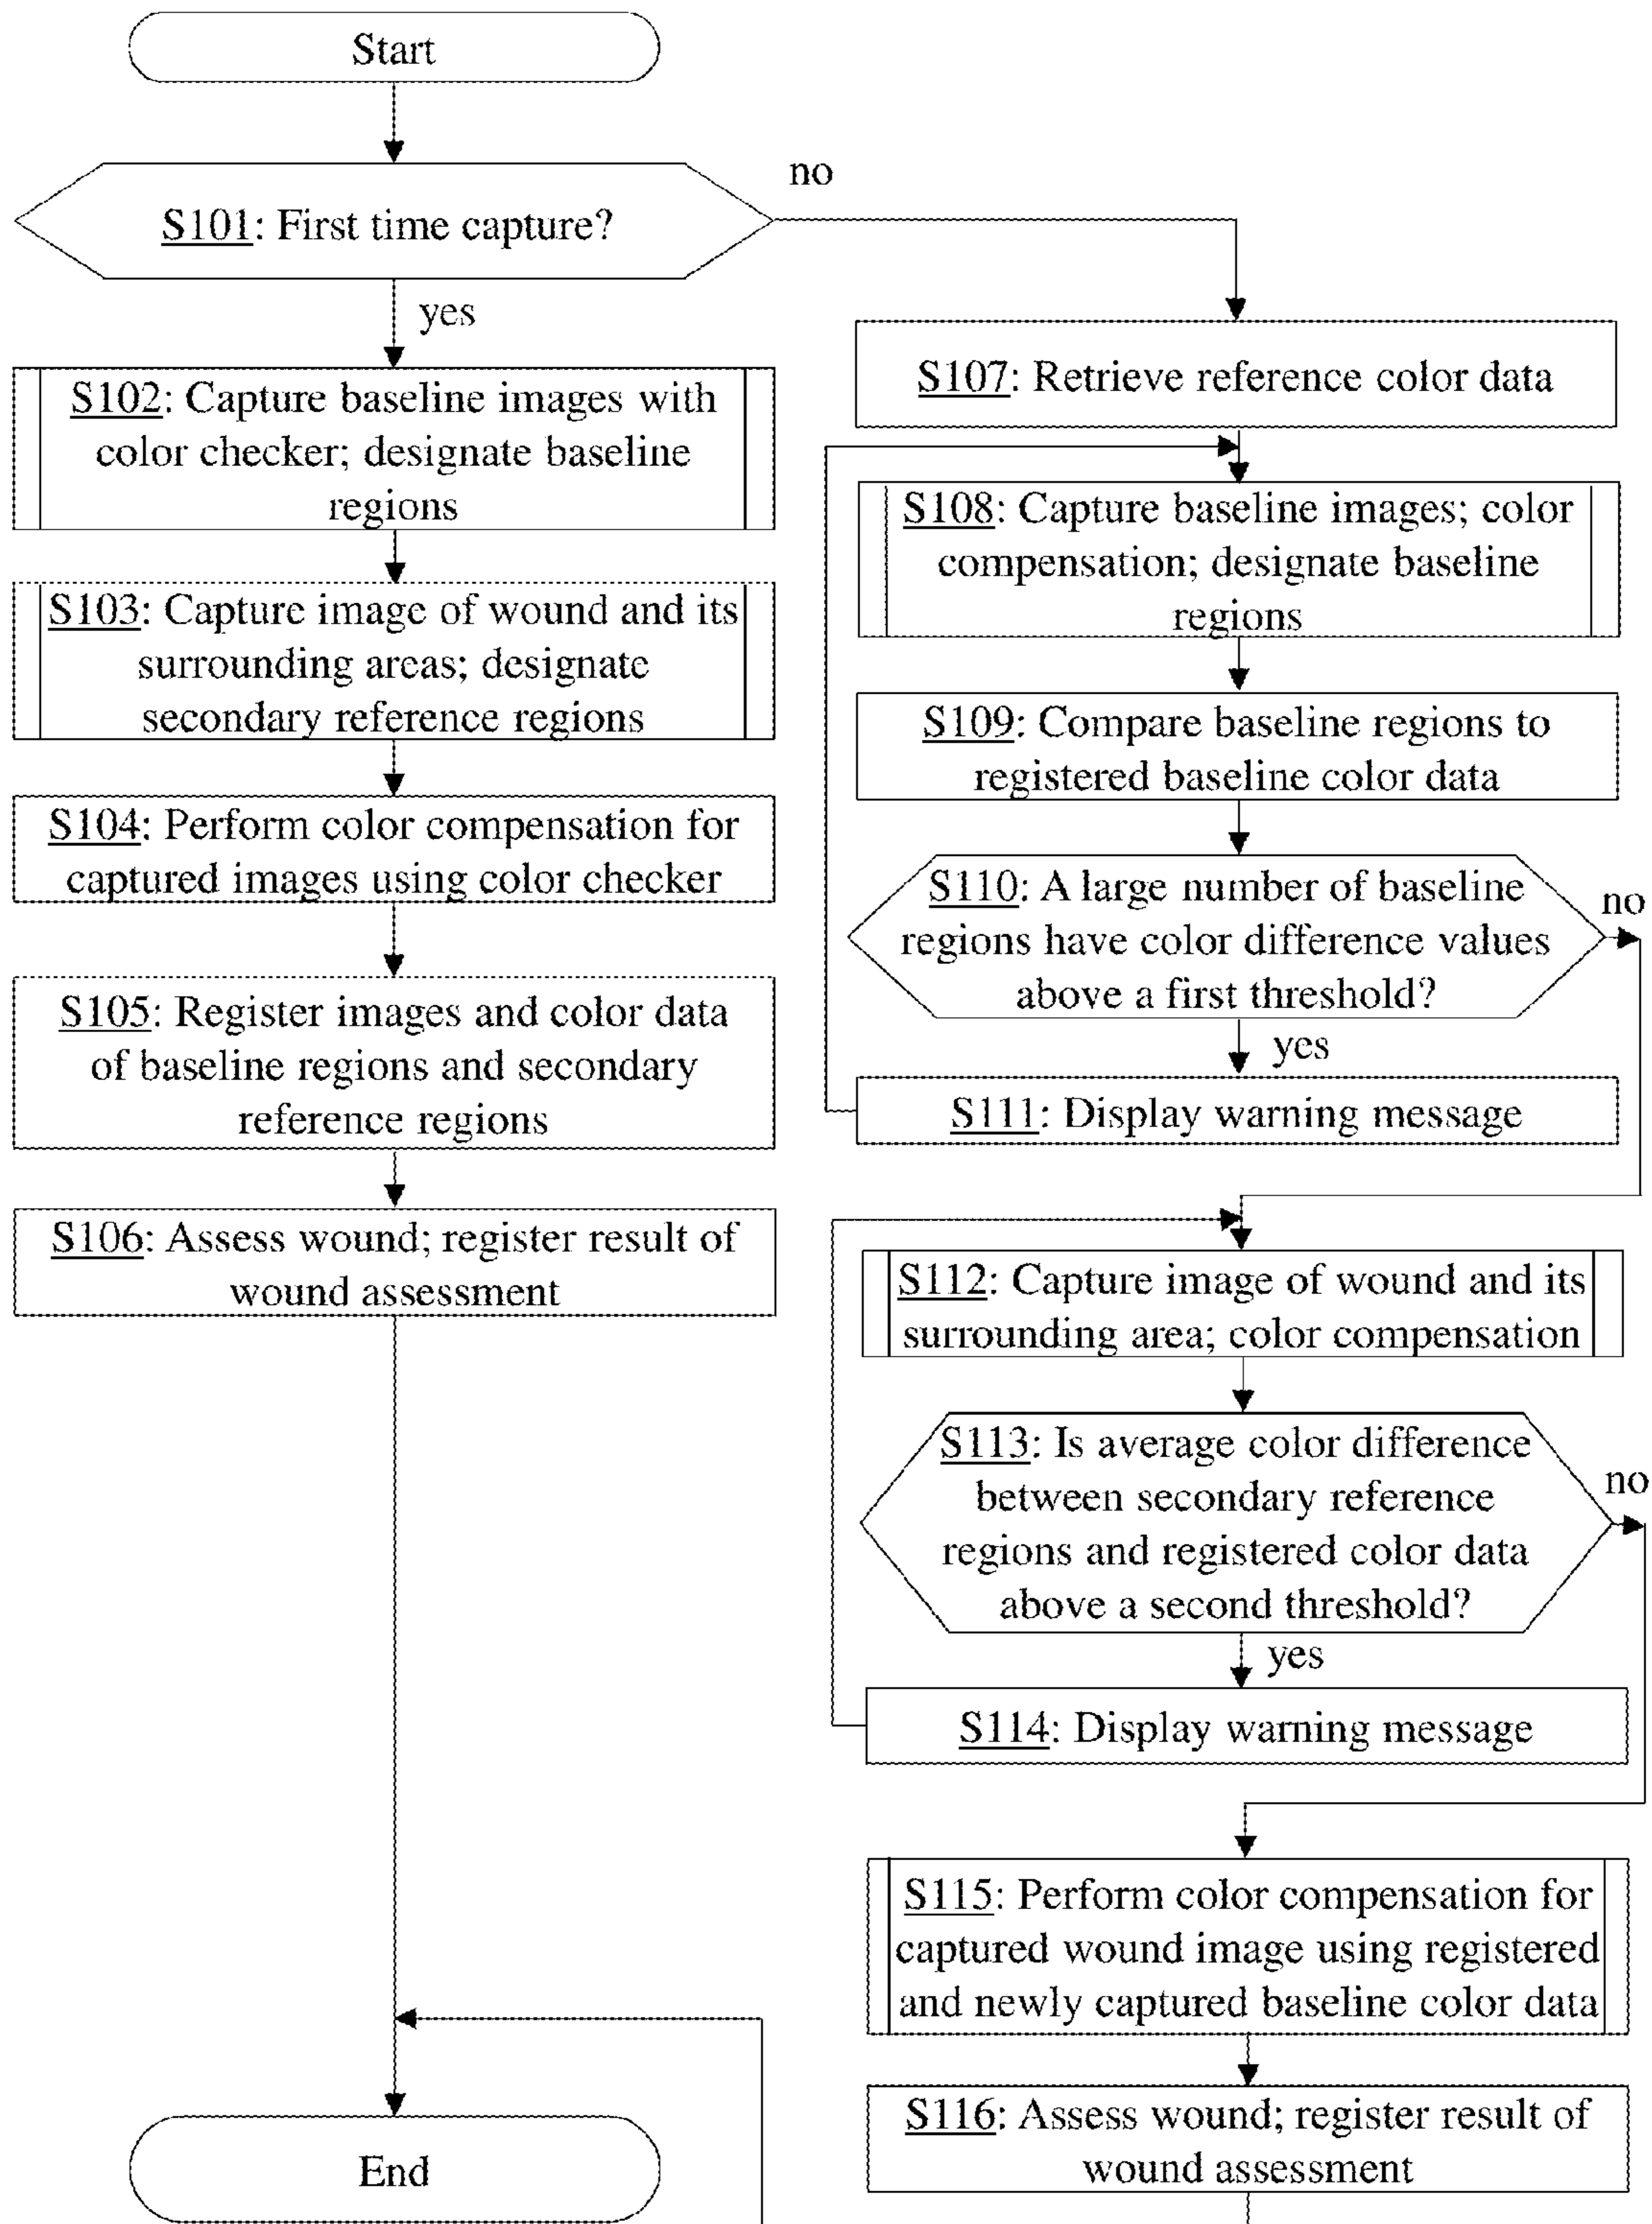 Start
S101: First time capture?
no
yes
S102: Capture baseline images with
color checker; designate baseline
regions
S103: Capture image of wound and its
surrounding areas; designate
secondary reference regions
S104: Perform color compensation for
captured images using color checker
S105: Register images and color data
of baseline regions and secondary
reference regions
S106: Assess wound; register result of
wound assessment
End
S107: Retrieve reference color data
S108: Capture baseline images; color
compensation; designate baseline
regions
S109: Compare baseline regions to
registered baseline color data
S110: A large number of baseline
regions have color difference values
above a first threshold?
no
yes
S111: Display warning message
S112: Capture image of wound and its
surrounding area; color compensation
S113: Is average color difference
between secondary reference
regions and registered color data
above a second threshold?
no
yes
S114: Display warning message
S115: Perform color compensation for
captured wound image using registered
and newly captured baseline color data
S116: Assess wound; register result of
wound assessment